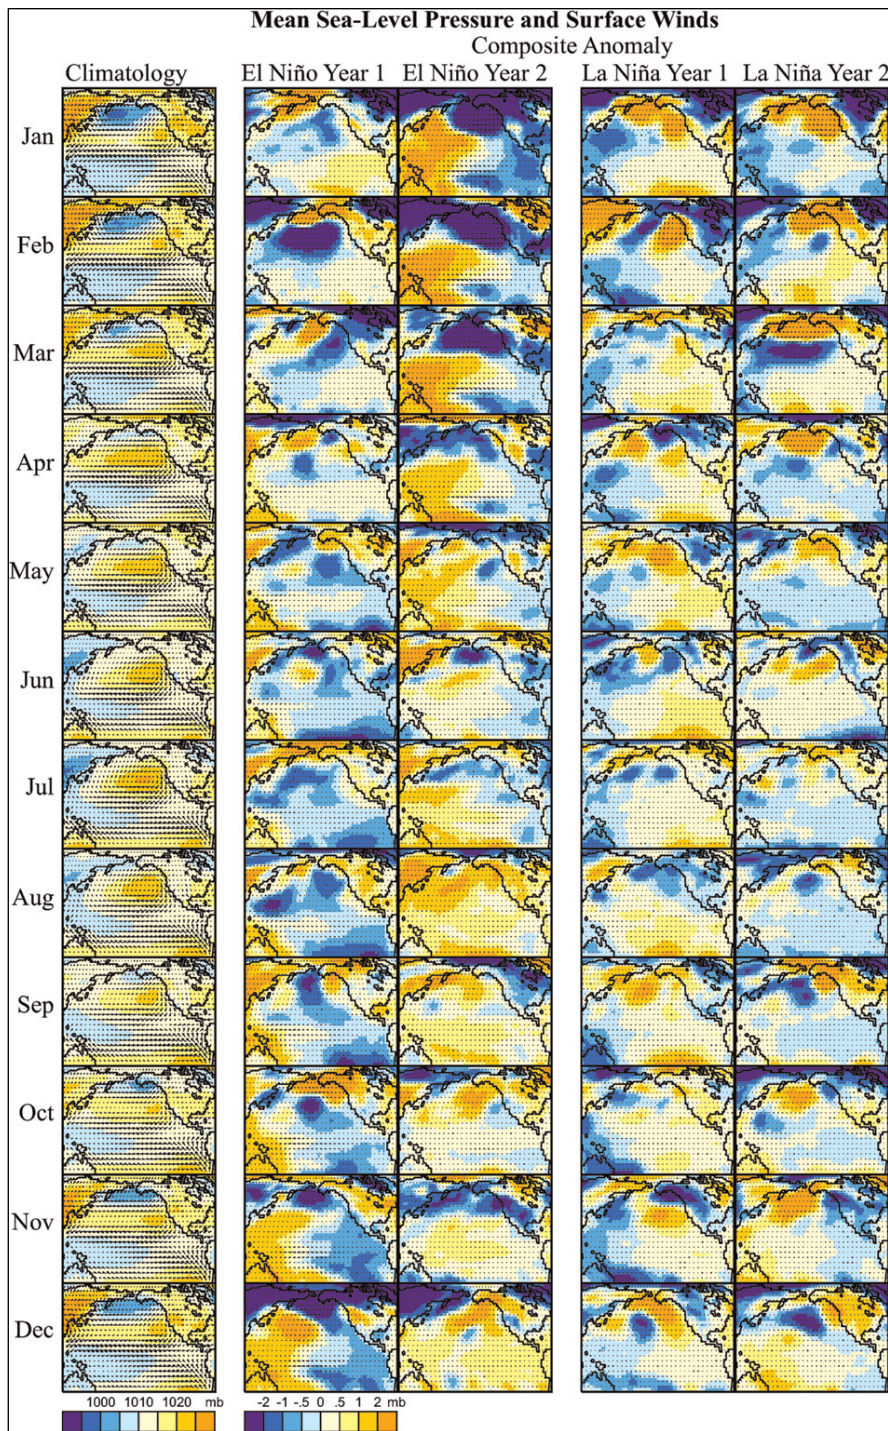 Mean Sea-Level Pressure and Surface Winds
Composite Anomaly
Climatology El Niño Year 1 El Niño Year 2 La Niña Year 1 La Niña Year 2
Jan
Feb
Mar
Apr
May
Jun
Jul
Aug
Sep
Oct
Nov
Dec
1000 1010 1020 mb -2 -1 -.5 0 .5 1 2 mb